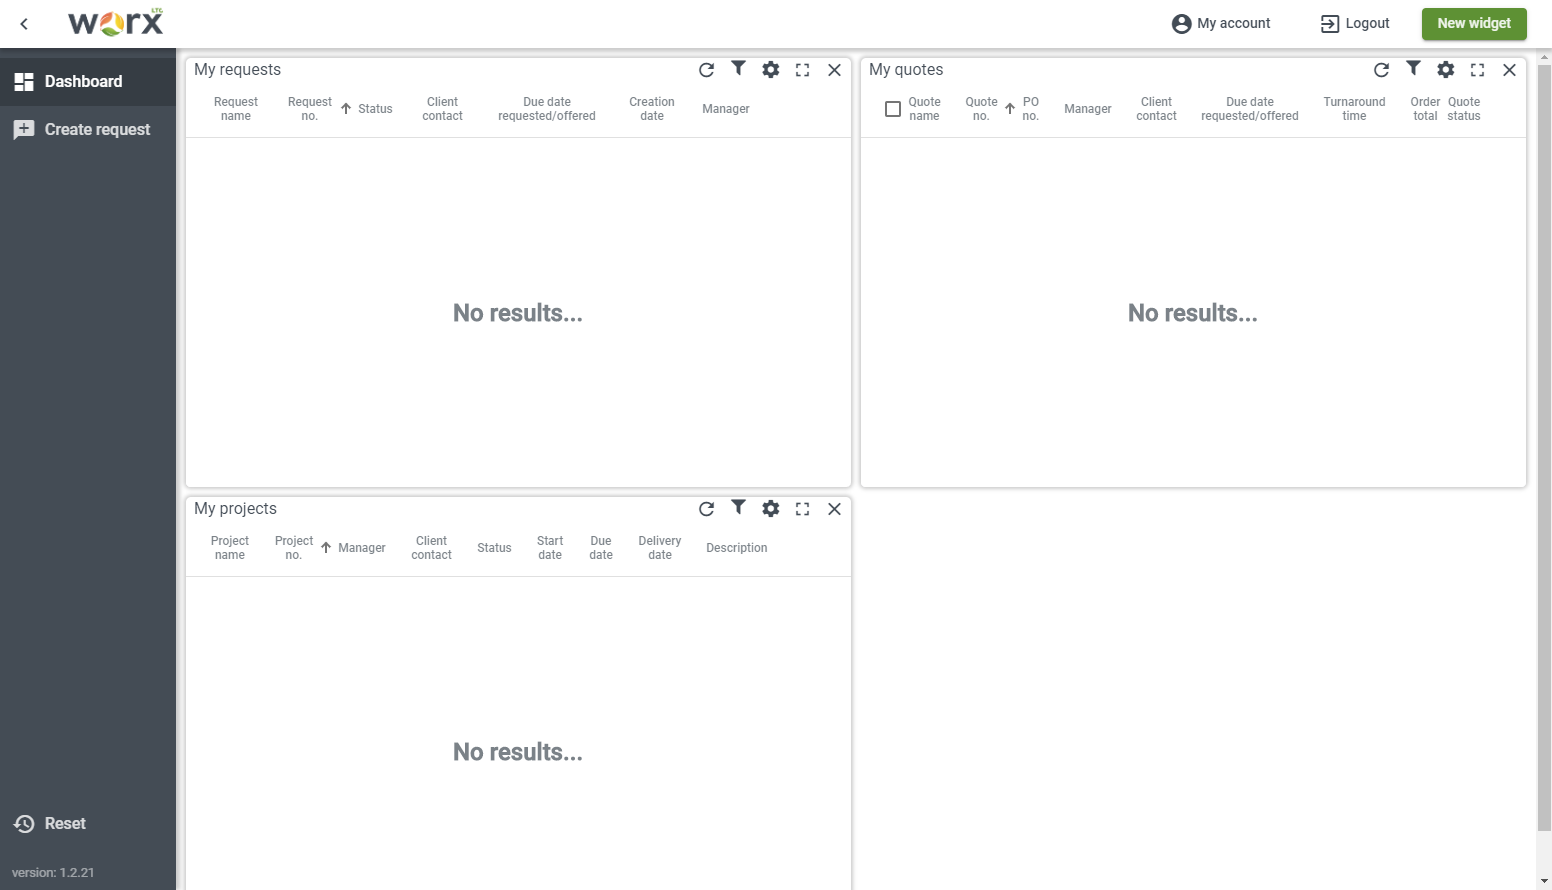 worx LTG
My account
Logout
New widget
Dashboard
Create request
Reset
version: 1.2.21
My requests
Request name
Request no.
Status
Client contact
Due date requested/offered
Creation date
Manager
No results...
My quotes
Quote name
Quote no.
PO no.
Manager
Client contact
Due date requested/offered
Turnaround time
Order total
Quote status
No results...
My projects
Project name
Project no.
Manager
Client contact
Status
Start date
Due date
Delivery date
Description
No results...